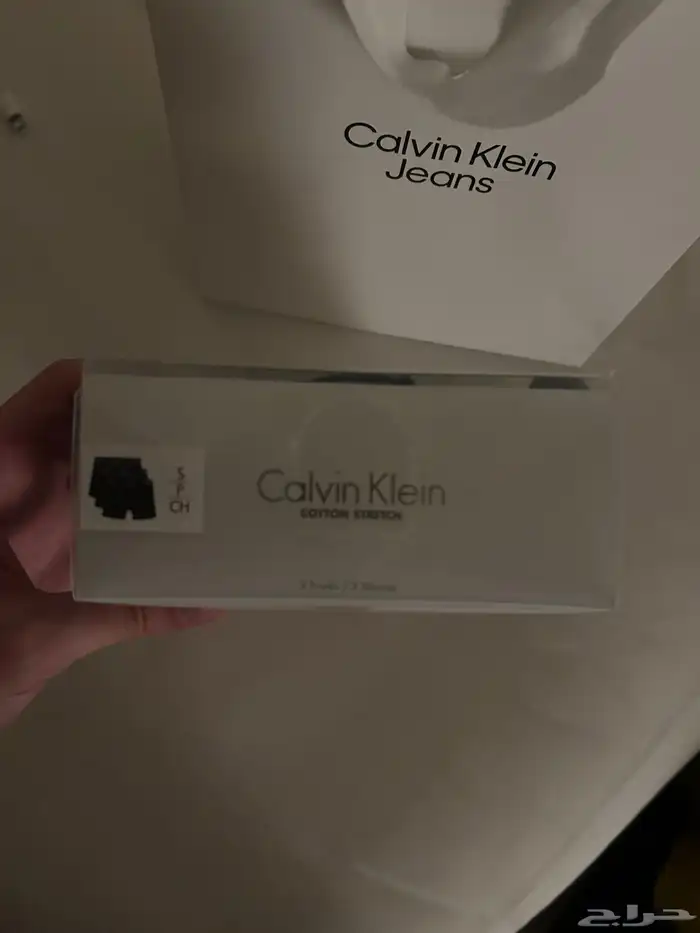 Calvin Klein
Jeans
S
P
CH
Calvin Klein
COTTON STRETCH
حراج